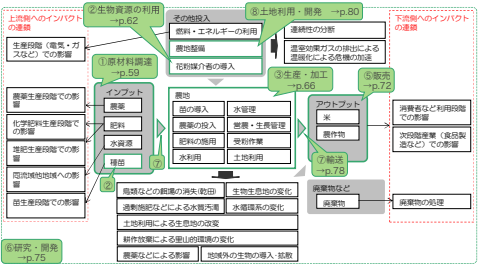 上流側へのインパクト
の連鎖
②生物資源の利用
→p.62
その他投入
⑧土地利用・開発 →p.80
下流側へのインパクト
の連鎖
生産段階（電気・ガ
スなど）での影響
燃料・エネルギーの利用
農地整備
花粉媒介者の導入
連続性の分断
温室効果ガスの排出による
温暖化による危機の加速
①原材料調達
→p.59
③生産・加工
→p.66
⑤販売
→p.72
農薬生産段階での影
響
化学肥料生産段階で
の影響
堆肥生産段階での影
響
同流域他地域への影
響
苗生産段階での影響
インプット
農薬
肥料
水資源
種苗
②
⑦
農地
苗の導入
水管理
農薬の投入
営農・生長管理
肥料の施用
受粉作業
水利用
土地利用
アウトプット
米
農作物
⑦輸送
→p.78
消費者など利用段階
での影響
次段階産業（食品製
造など）での影響
廃棄物など
廃棄物
廃棄物の処理
鳥類などの餌場の消失(乾田)
生物生息地の変化
過剰施肥などによる水質汚濁
水循環系の変化
土地利用による生息地の改変
耕作放棄による里山的環境の変化
農薬などによる影響
地域外の生物の導入・拡散
⑥研究・開発
→p.75